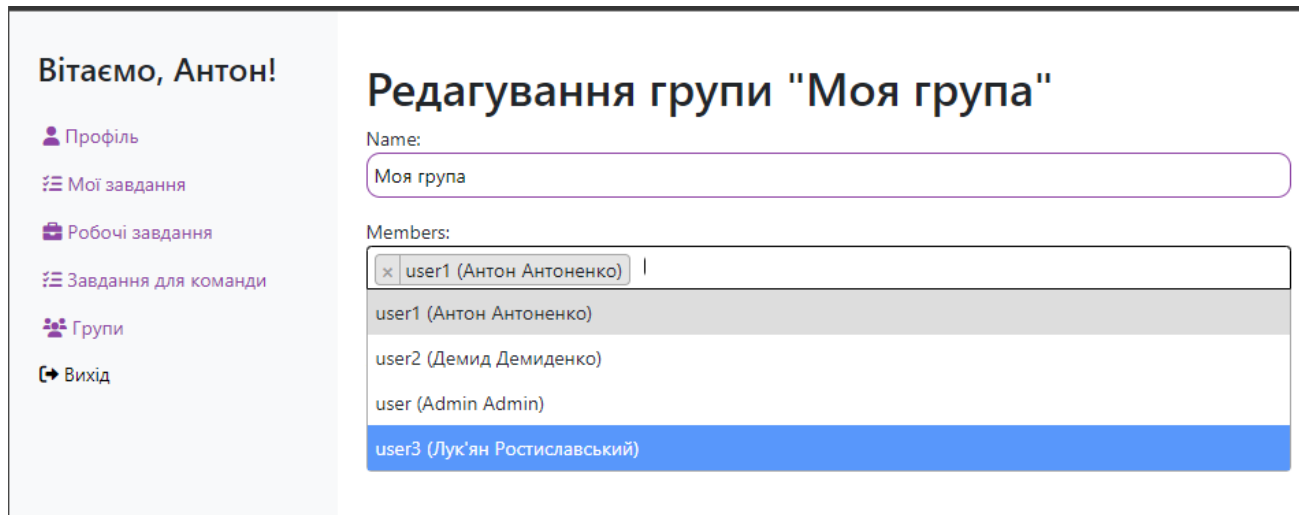 Вітаємо, Антон!
Профіль
Мої завдання
Робочі завдання
Завдання для команди
Групи
Вихід
Редагування групи "Моя група"
Name:
Моя група
Members:
× user1 (Антон Антоненко)
user1 (Антон Антоненко)
user2 (Демид Демиденко)
user (Admin Admin)
user3 (Лук'ян Ростиславський)